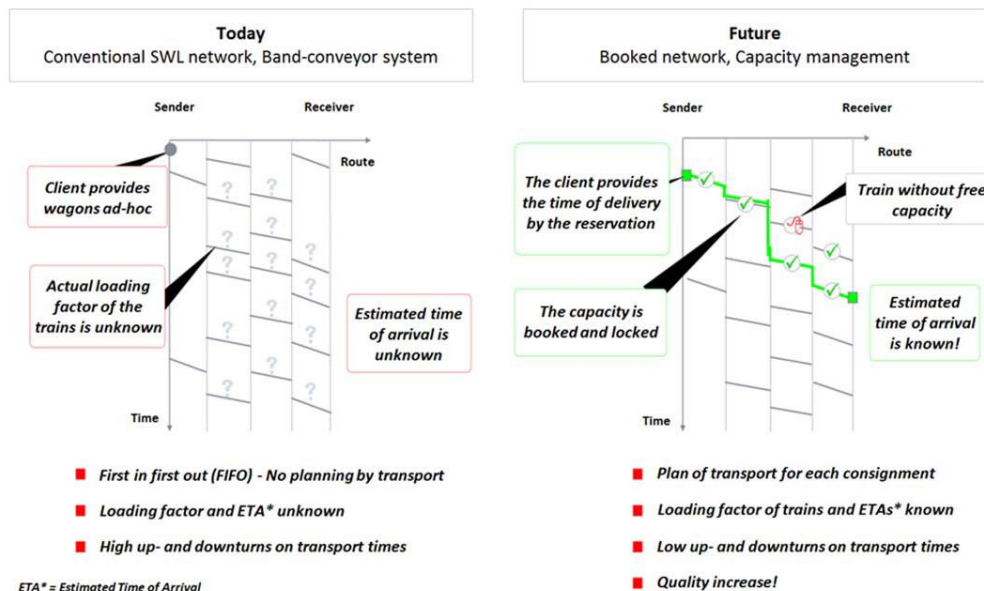 Today
Conventional SWL network, Band-conveyor system
Sender
Receiver
Route
Client provides
wagons ad-hoc
?
?
?
?
?
?
?
?
?
?
?
?
Actual loading
factor of the
trains is unknown
Estimated time
of arrival is
unknown
Time
First in first out (FIFO) - No planning by transport
Loading factor and ETA* unknown
High up- and downturns on transport times
ETA* = Estimated Time of Arrival
Future
Booked network, Capacity management
Sender
Receiver
Route
The client provides
the time of delivery
by the reservation
Train without free
capacity
The capacity is
booked and locked
Estimated
time of arrival
is known!
Time
Plan of transport for each consignment
Loading factor of trains and ETAs* known
Low up- and downturns on transport times
Quality increase!